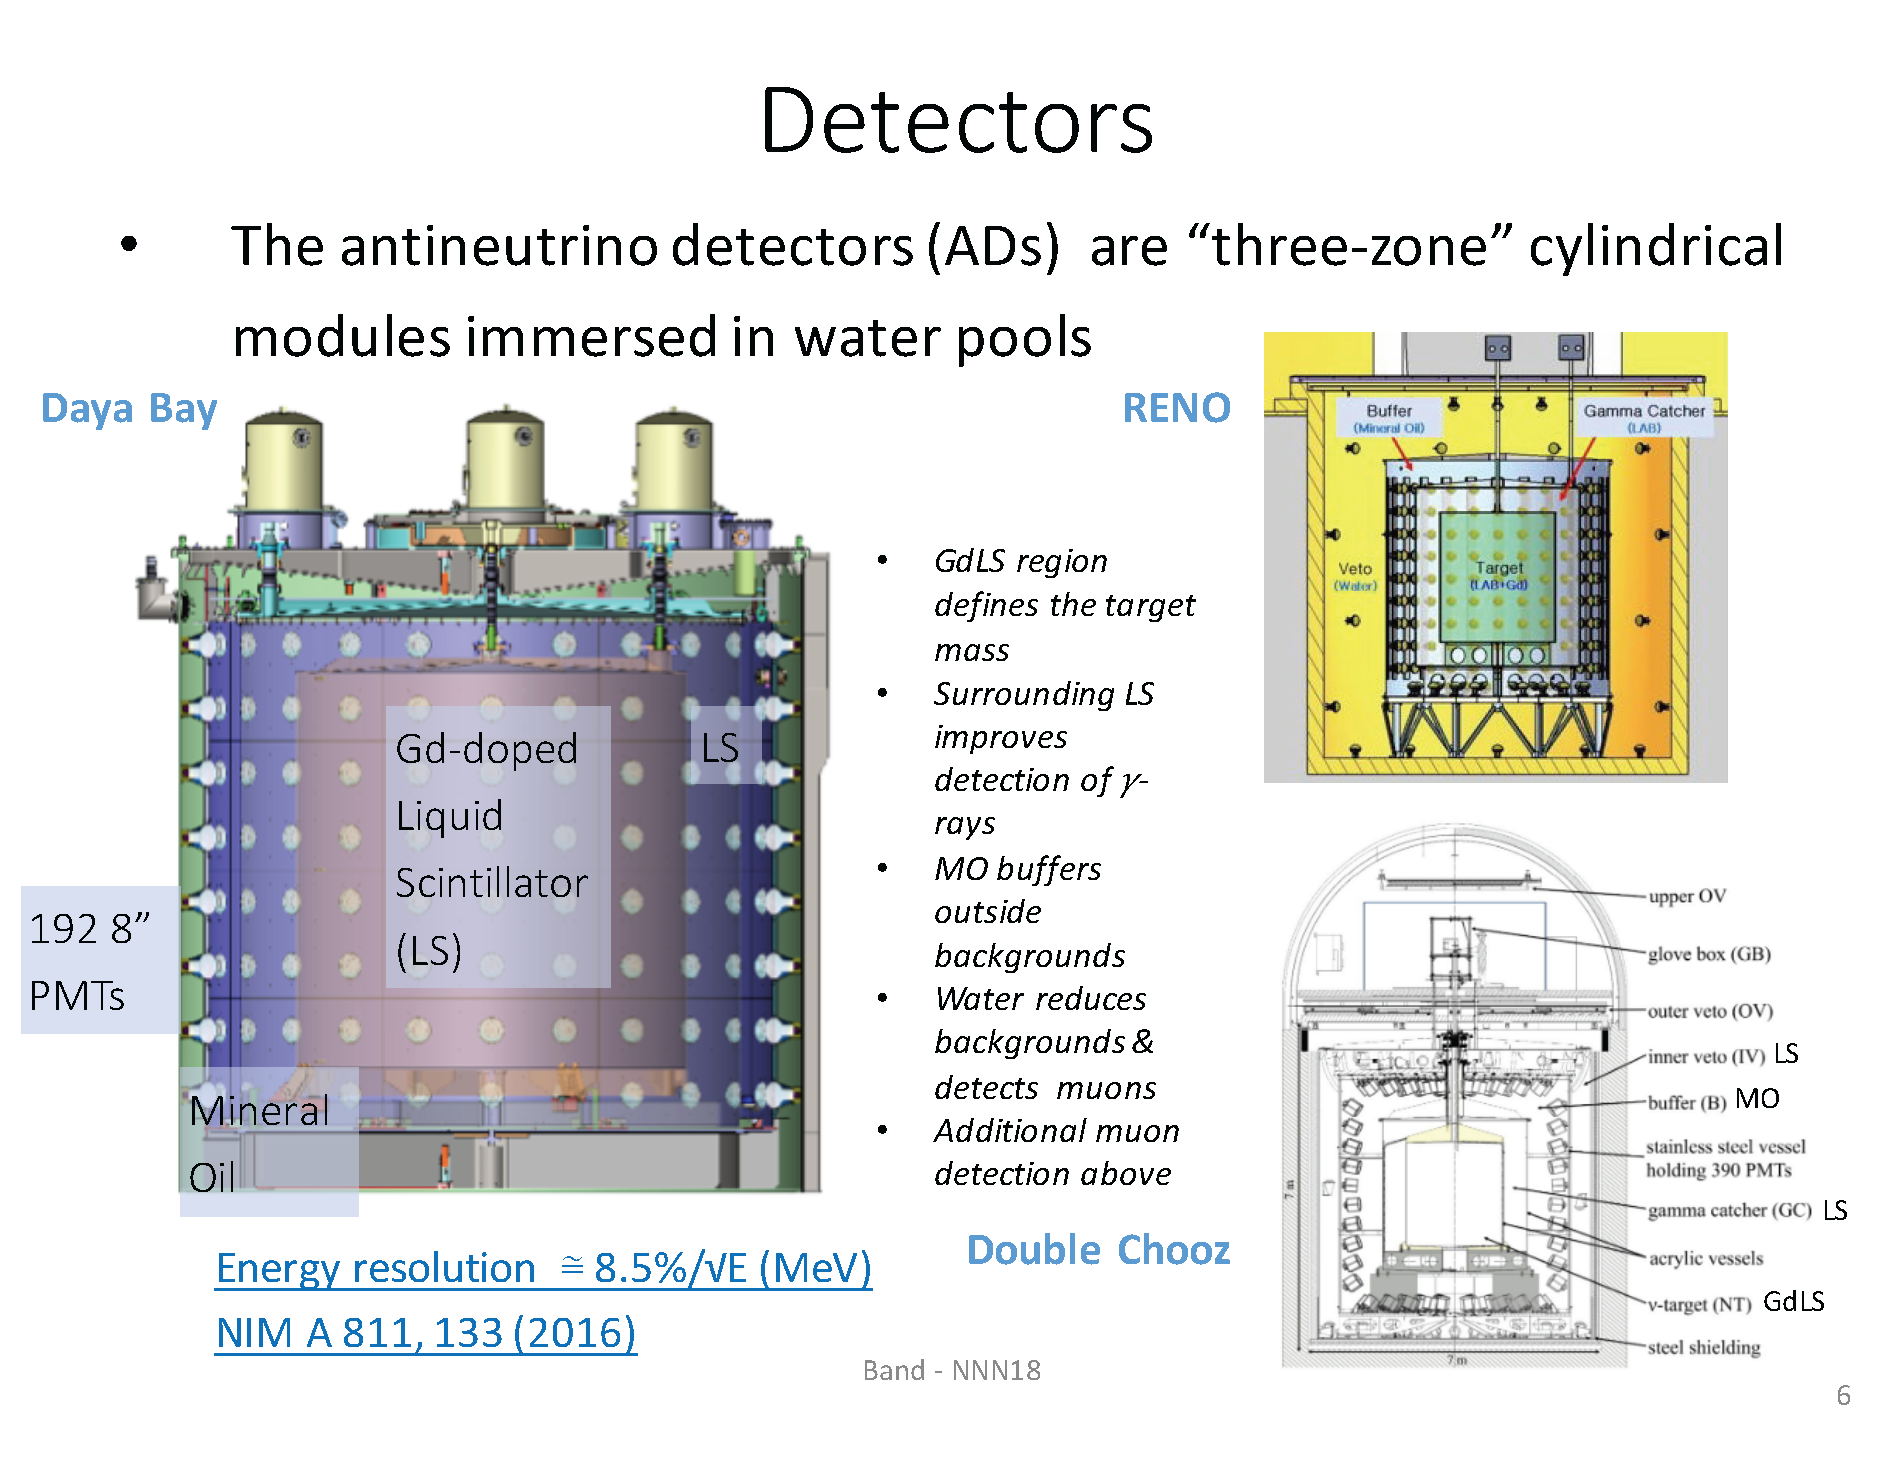 Detectors
• The antineutrino detectors (ADs) are “three-zone” cylindrical
modules immersed in water pools
Daya Bay
192 8”
PMTs
Gd-doped
Liquid
Scintillator
(LS)
LS
Mineral
Oil
Energy resolution ≅ 8.5%/√E (MeV)
NIM A 811, 133 (2016)
• GdLS region
defines the target
mass
• Surrounding LS
improves
detection of γ-
rays
• MO buffers
outside
backgrounds
• Water reduces
backgrounds &
detects muons
• Additional muon
detection above
RENO
Buffer
(Mineral Oil)
Gamma Catcher
(LAB)
Veto
(Water)
Target
(LAB+Gd)
Double Chooz
upper OV
glove box (GB)
outer veto (OV)
inner veto (IV) LS
buffer (B) MO
stainless steel vessel
holding 390 PMTs
gamma catcher (GC) LS
acrylic vessels
ν-target (NT) GdLS
steel shielding
7 m
7 m
Band - NNN18
6